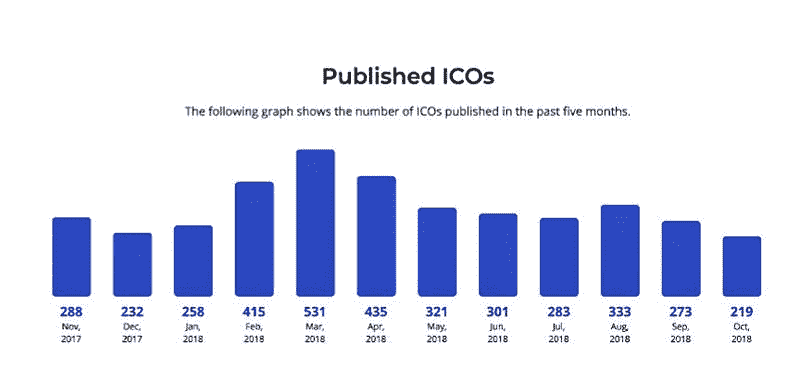 Published ICOs
The following graph shows the number of ICOs published in the past five months.
288 232 258 415 531 435 321 301 283 333 273 219
Nov, Dec, Jan, Feb, Mar, Apr, May, Jun, Jul, Aug, Sep, Oct,
2017 2017 2018 2018 2018 2018 2018 2018 2018 2018 2018 2018